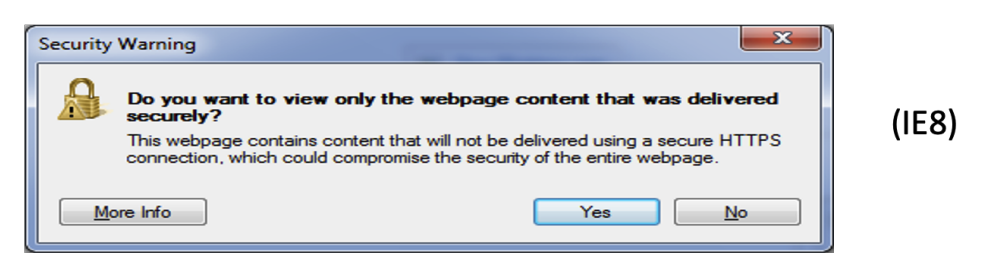 Security Warning
Do you want to view only the webpage content that was delivered
securely?
This webpage contains content that will not be delivered using a secure HTTPS
connection, which could compromise the security of the entire webpage.
More Info
Yes
No
(IE8)